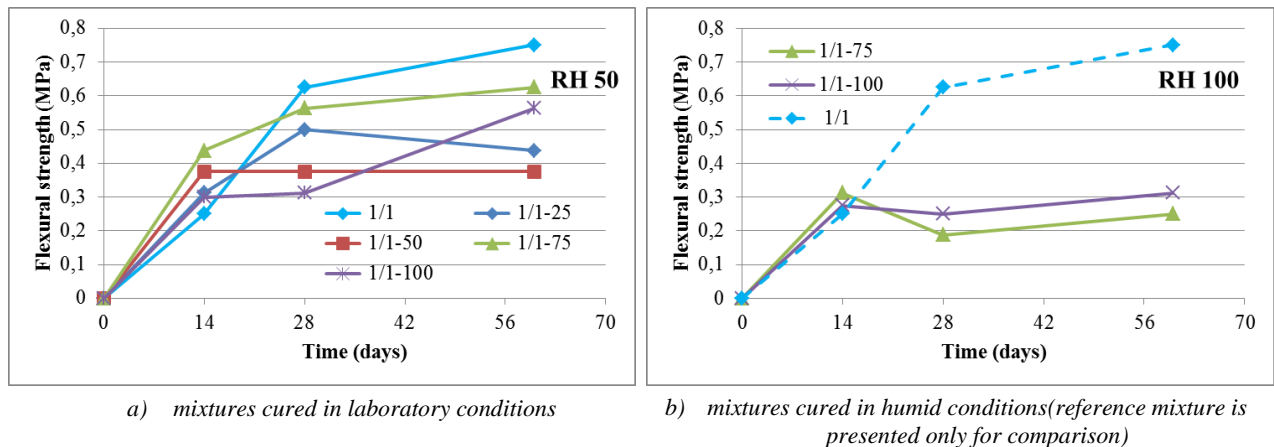 0,8
0,7
0,6
0,5
0,4
0,3
0,2
0,1
0
Flexural strength (MPa)
RH 50
1/1
1/1-25
1/1-50
1/1-75
1/1-100
0 14 28 42 56 70
Time (days)
a) mixtures cured in laboratory conditions
0,8
0,7
0,6
0,5
0,4
0,3
0,2
0,1
0
Flexural strength (MPa)
1/1-75
1/1-100
1/1
RH 100
0 14 28 42 56 70
Time (days)
b) mixtures cured in humid conditions(reference mixture is
presented only for comparison)